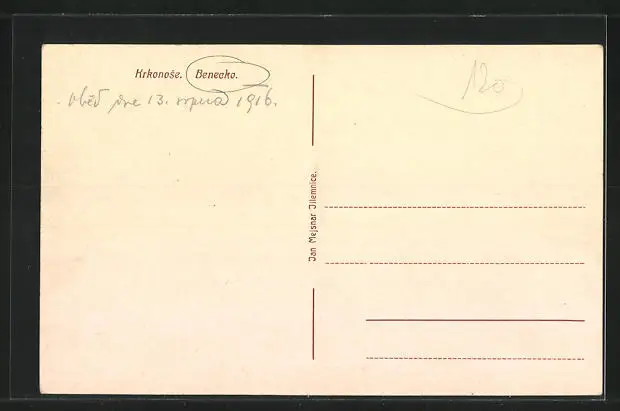 Krkonoše. Benecko.
oběd dne 13. srpna 1916.
120
Jan Mejsnar Jilemnice.